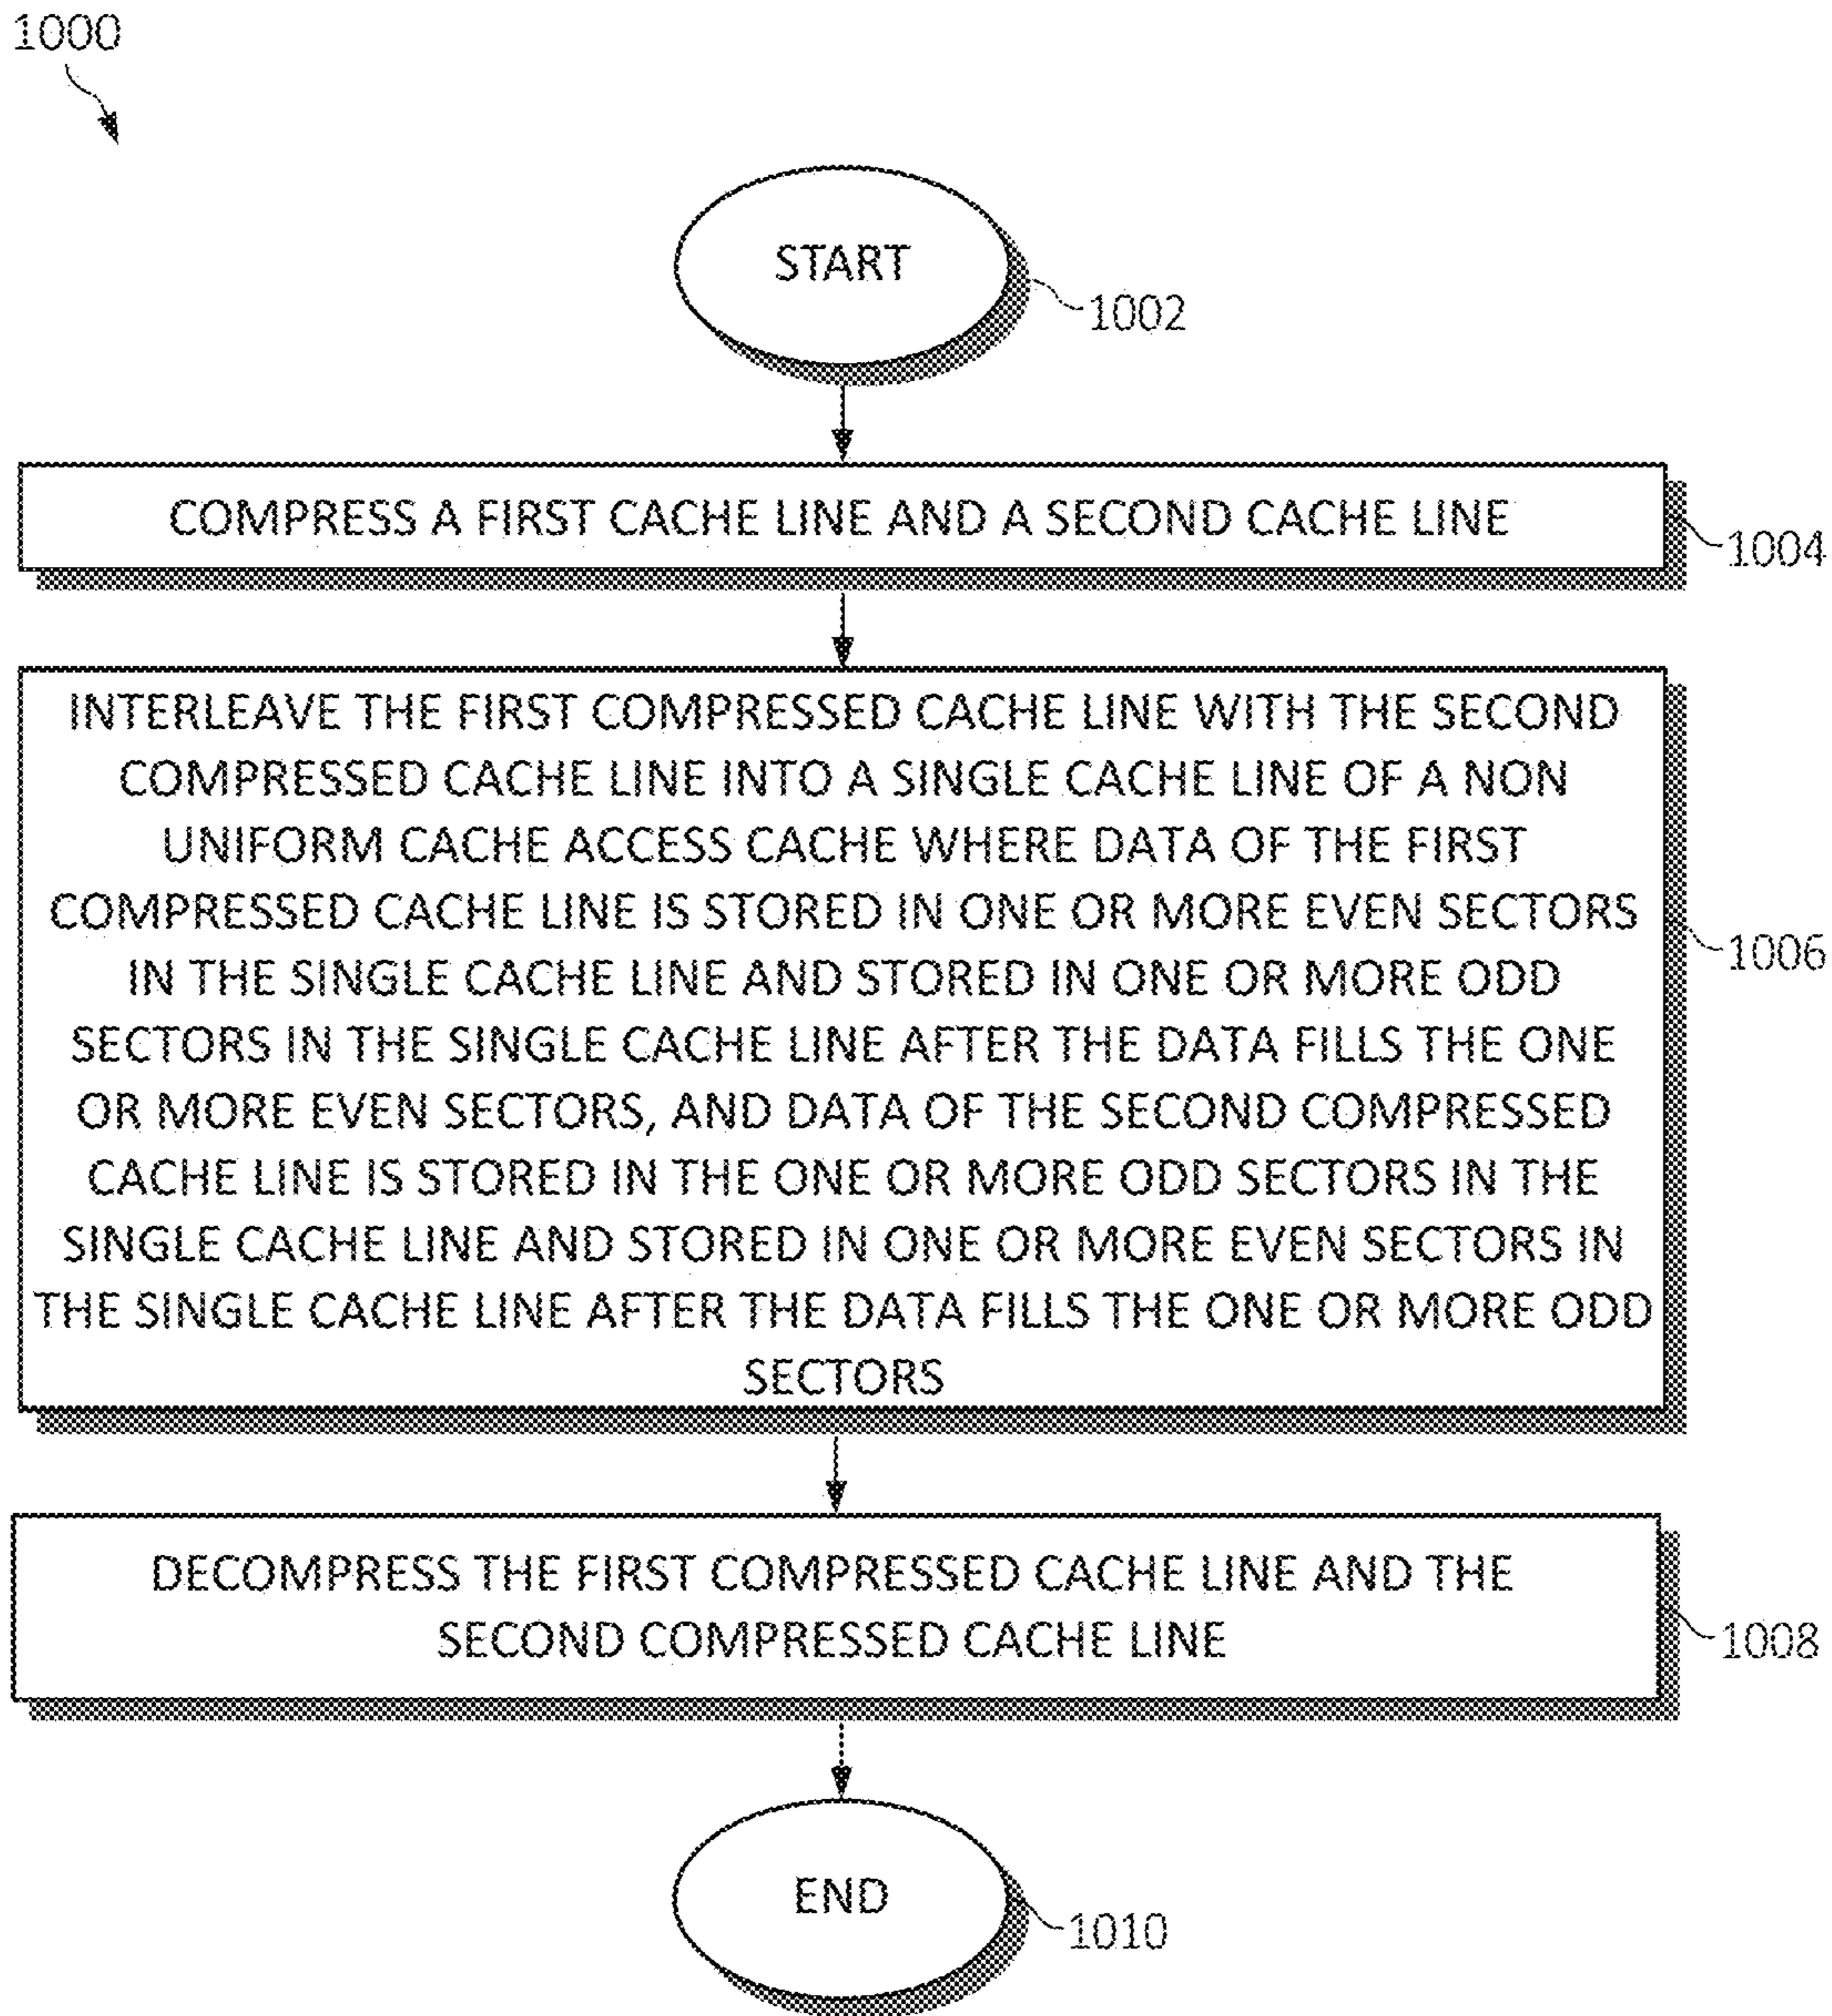 1000
START
1002
COMPRESS A FIRST CACHE LINE AND A SECOND CACHE LINE
1004
INTERLEAVE THE FIRST COMPRESSED CACHE LINE WITH THE SECOND
COMPRESSED CACHE LINE INTO A SINGLE CACHE LINE OF A NON
UNIFORM CACHE ACCESS CACHE WHERE DATA OF THE FIRST
COMPRESSED CACHE LINE IS STORED IN ONE OR MORE EVEN SECTORS
IN THE SINGLE CACHE LINE AND STORED IN ONE OR MORE ODD
SECTORS IN THE SINGLE CACHE LINE AFTER THE DATA FILLS THE ONE
OR MORE EVEN SECTORS, AND DATA OF THE SECOND COMPRESSED
CACHE LINE IS STORED IN THE ONE OR MORE ODD SECTORS IN THE
SINGLE CACHE LINE AND STORED IN ONE OR MORE EVEN SECTORS IN
THE SINGLE CACHE LINE AFTER THE DATA FILLS THE ONE OR MORE ODD
SECTORS
1006
DECOMPRESS THE FIRST COMPRESSED CACHE LINE AND THE
SECOND COMPRESSED CACHE LINE
1008
END
1010